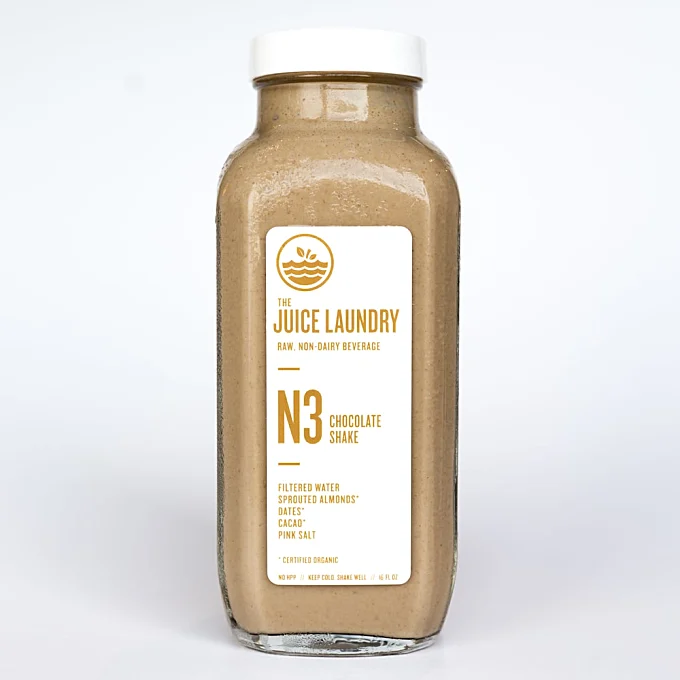 THE
JUICE LAUNDRY
RAW, NON-DAIRY BEVERAGE
N3 CHOCOLATE
SHAKE
FILTERED WATER
SPROUTED ALMONDS*
DATES*
CACAO*
PINK SALT
* CERTIFIED ORGANIC
NO HPP // KEEP COLD. SHAKE WELL // 16 FL OZ